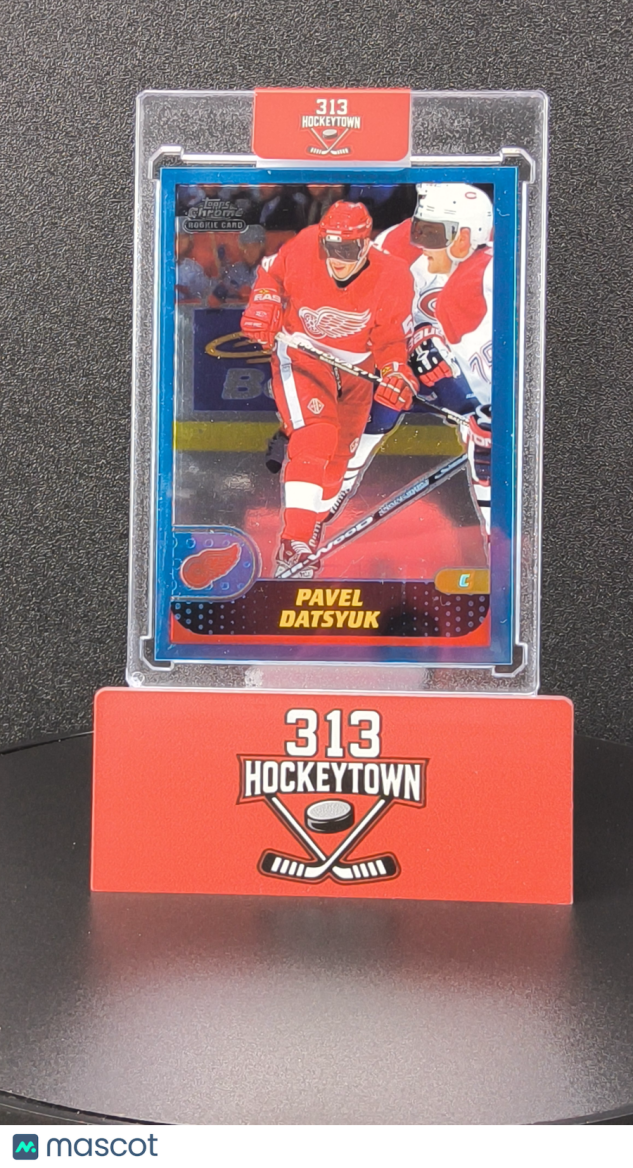 313
HOCKEYTOWN
Topps
Chrome
ROOKIE CARD
C
PAVEL
DATSYUK
313
HOCKEYTOWN
mascot